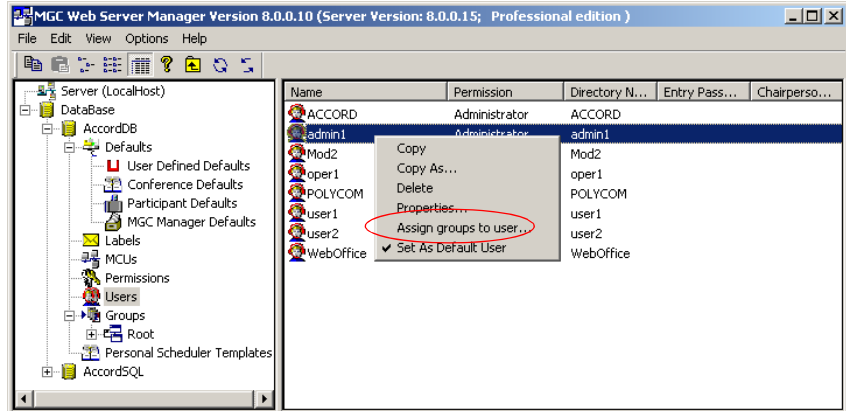 MGC Web Server Manager Version 8.0.0.10 (Server Version: 8.0.0.15; Professional edition )
File Edit View Options Help
Server (LocalHost)
DataBase
AccordDB
Defaults
User Defined Defaults
Conference Defaults
Participant Defaults
MGC Manager Defaults
Labels
MCUs
Permissions
Users
Groups
Root
Personal Scheduler Templates
AccordSQL
Name Permission Directory N... Entry Pass... Chairperso...
ACCORD Administrator ACCORD
admin1 Administrator admin1
Mod2 Mod2
oper1 oper1
POLYCOM POLYCOM
user1 user1
user2 user2
WebOffice WebOffice
Copy
Copy As...
Delete
Properties...
Assign groups to user...
Set As Default User